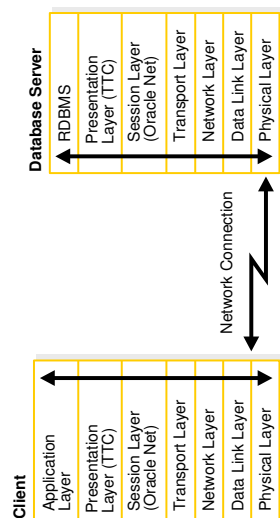 Client
Application
Layer
Presentation
Layer (TTC)
Session Layer
(Oracle Net)
Transport Layer
Network Layer
Data Link Layer
Physical Layer
Network Connection
Database Server
RDBMS
Presentation
Layer (TTC)
Session Layer
(Oracle Net)
Transport Layer
Network Layer
Data Link Layer
Physical Layer